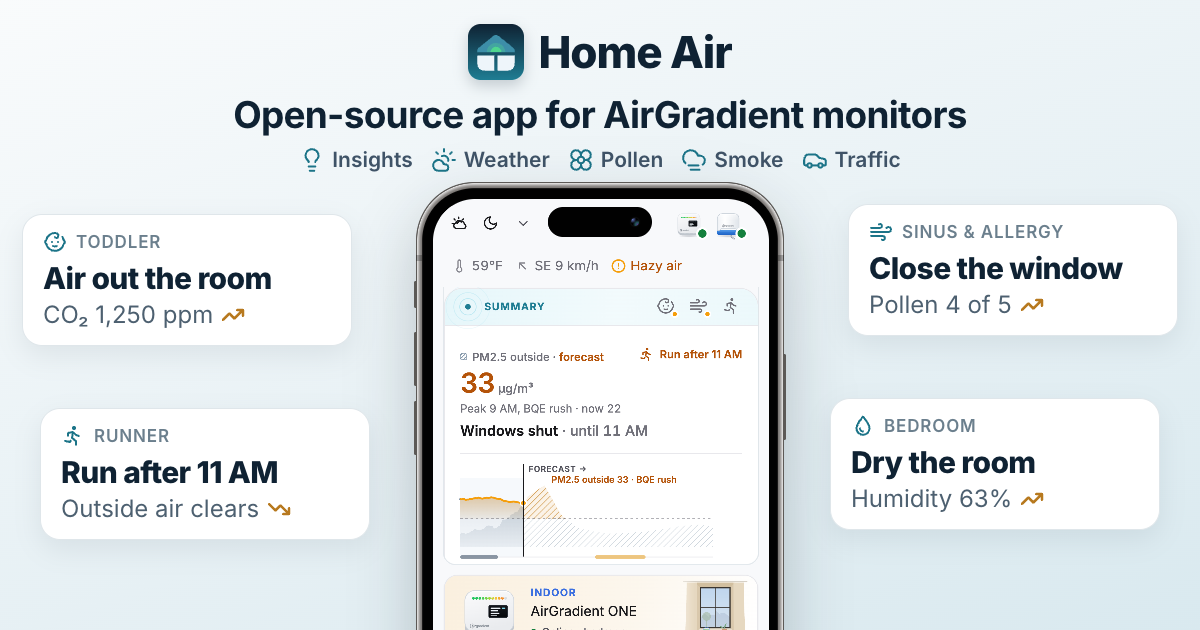 Home Air
Open-source app for AirGradient monitors
Insights Weather Pollen Smoke Traffic
TODDLER
Air out the room
CO₂ 1,250 ppm
RUNNER
Run after 11 AM
Outside air clears
59°F SE 9 km/h Hazy air
SUMMARY
PM2.5 outside · forecast
Run after 11 AM
33 µg/m³
Peak 9 AM, BQE rush · now 22
Windows shut · until 11 AM
FORECAST →
PM2.5 outside 33 · BQE rush
INDOOR
AirGradient ONE
SINUS & ALLERGY
Close the window
Pollen 4 of 5
BEDROOM
Dry the room
Humidity 63%